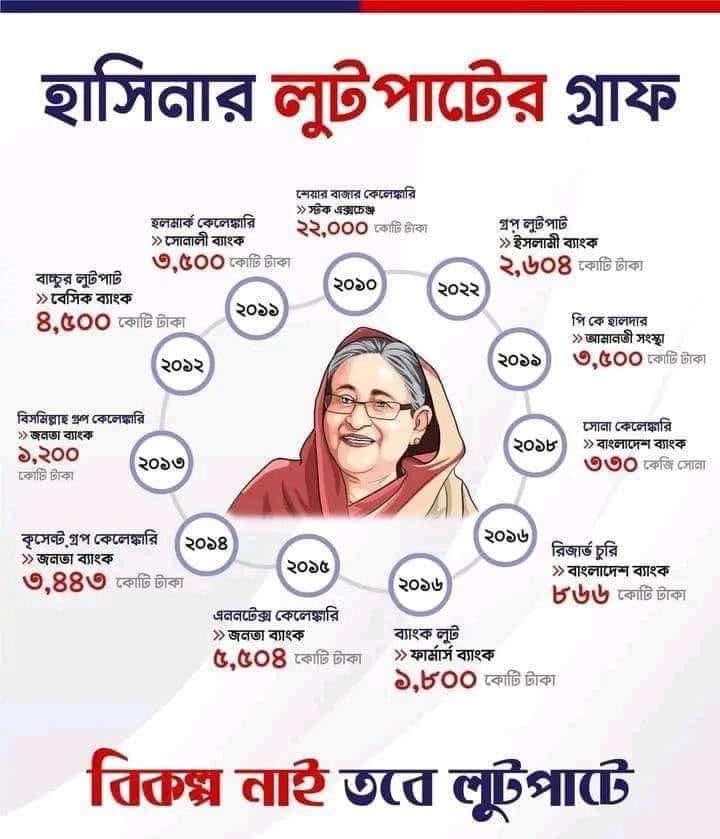 হাসিনার লুটপাটের গ্রাফ
শেয়ার বাজার কেলেঙ্কারি
» স্টক এক্সচেঞ্জ
২২,০০০ কোটি টাকা
হলমার্ক কেলেঙ্কারি
» সোনালী ব্যাংক
৩,৫০০ কোটি টাকা
গ্রুপ লুটপাট
» ইসলামী ব্যাংক
২,৬০৪ কোটি টাকা
বাচ্চুর লুটপাট
» বেসিক ব্যাংক
৪,৫০০ কোটি টাকা
২০১০
২০২২
২০১১
পি কে হালদার
» আমানতী সংস্থা
৩,৫০০ কোটি টাকা
২০১২
২০১৯
বিসমিল্লাহ গ্রুপ কেলেঙ্কারি
» জনতা ব্যাংক
১,২০০
কোটি টাকা
২০১৩
২০১৮
সোনা কেলেঙ্কারি
» বাংলাদেশ ব্যাংক
৩৩০ কেজি সোনা
কৃসেন্ট.গ্রুপ কেলেঙ্কারি
» জনতা ব্যাংক
৩,৪৪৩ কোটি টাকা
২০১৪
২০১৬
রিজার্ভ চুরি
» বাংলাদেশ ব্যাংক
৮৬৬ কোটি টাকা
২০১৫
২০১৬
এননটেক্স কেলেঙ্কারি
» জনতা ব্যাংক
৫,৫০৪ কোটি টাকা
ব্যাংক লুট
» ফার্মার্স ব্যাংক
১,৮০০ কোটি টাকা
বিকল্প নাই তবে লুটপাটে